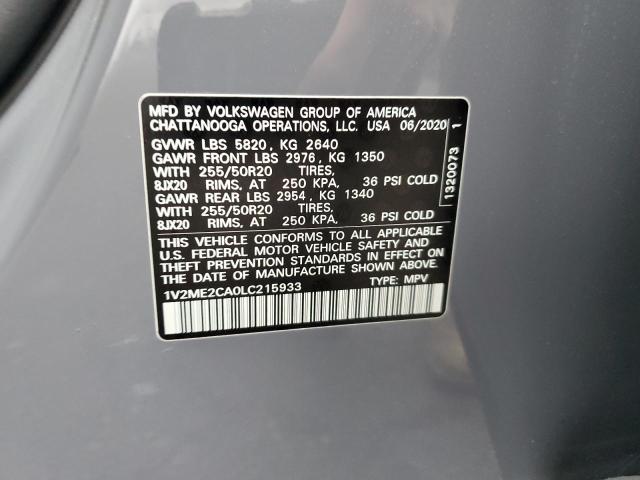 MFD BY VOLKSWAGEN GROUP OF AMERICA
CHATTANOOGA OPERATIONS, LLC. USA 06/2020
GVWR LBS 5820, KG 2640
GAWR FRONT LBS 2976, KG 1350
WITH 255/50R20 TIRES,
8JX20 RIMS, AT 250 KPA, 36 PSI COLD
GAWR REAR LBS 2954, KG 1340
WITH 255/50R20 TIRES,
8JX20 RIMS, AT 250 KPA, 36 PSI COLD
THIS VEHICLE CONFORMS TO ALL APPLICABLE
U.S. FEDERAL MOTOR VEHICLE SAFETY AND
THEFT PREVENTION STANDARDS IN EFFECT ON
THE DATE OF MANUFACTURE SHOWN ABOVE.
1V2ME2CA0LC215933 TYPE: MPV
1320073 1